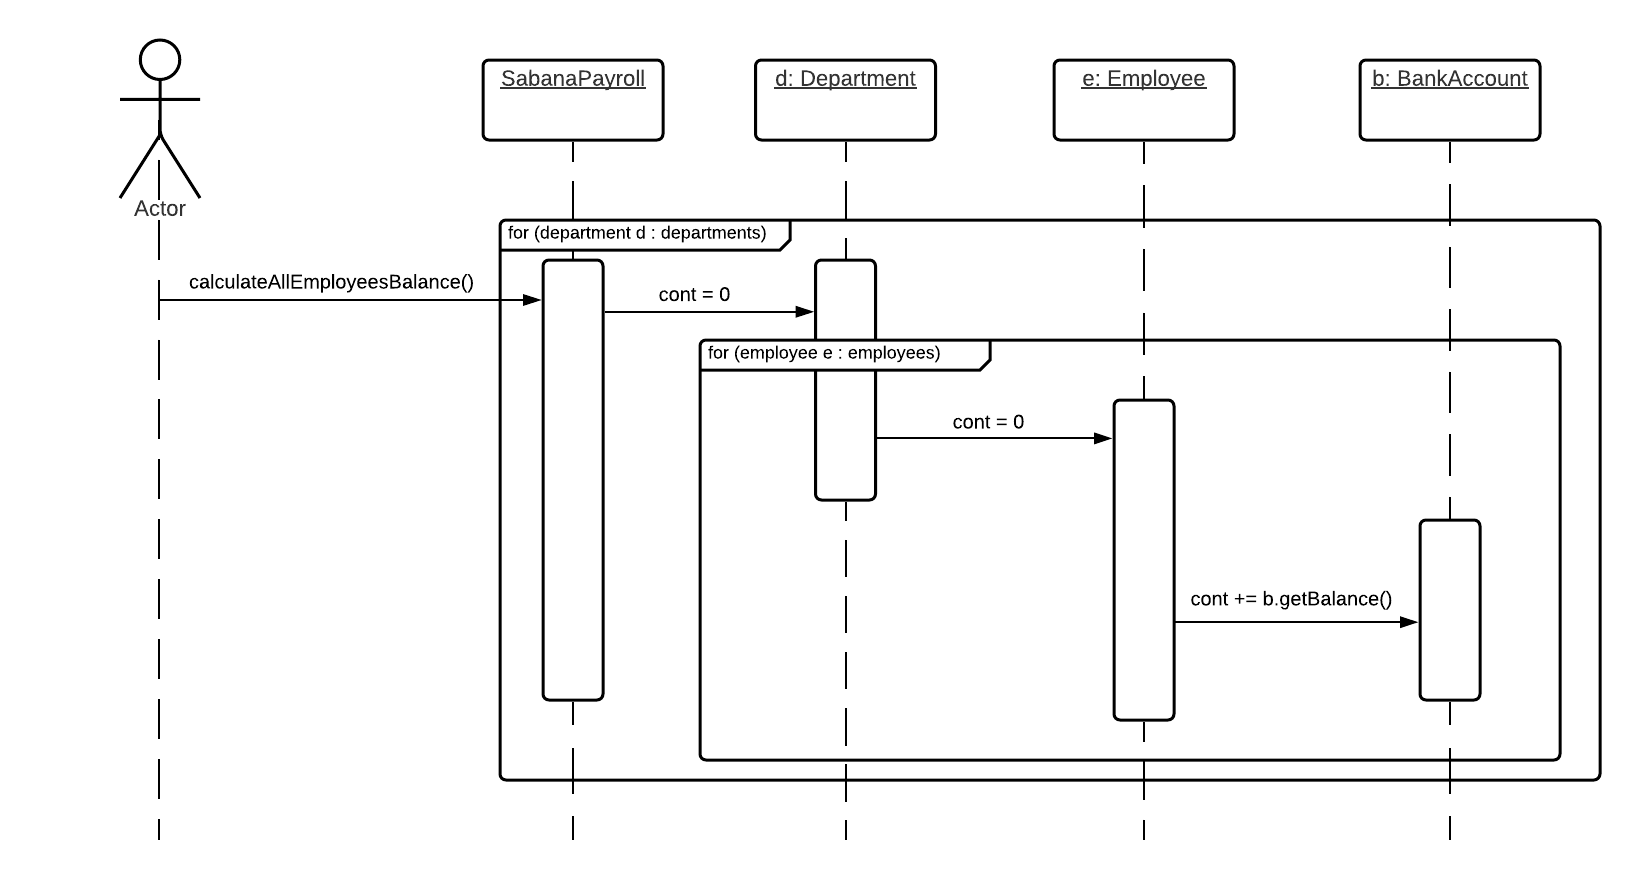 Actor
SabanaPayroll
d: Department
e: Employee
b: BankAccount
for (department d : departments)
calculateAllEmployeesBalance()
cont = 0
for (employee e : employees)
cont = 0
cont += b.getBalance()